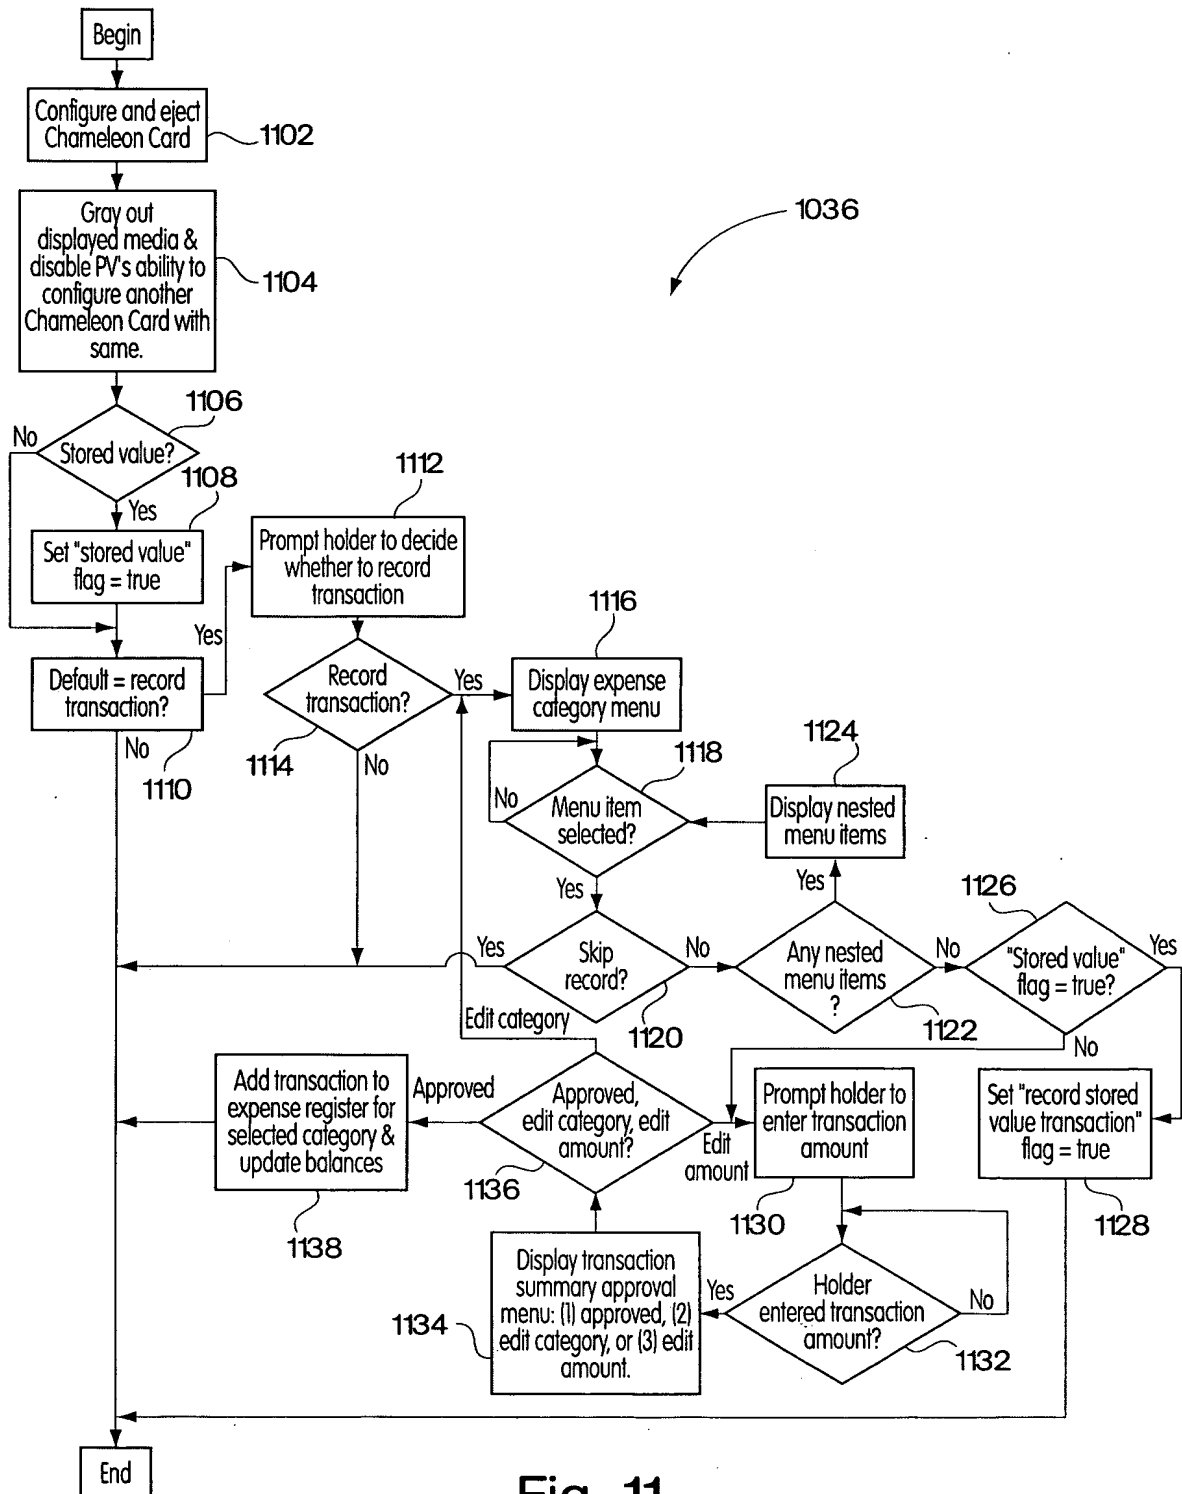 Begin
Configure and eject
Chameleon Card
1102
Gray out
displayed media &
disable PV's ability to
configure another
Chameleon Card with
same.
1104
1036
1106
No
Stored value?
1108
Yes
Set "stored value"
flag = true
1112
Prompt holder to decide
whether to record
transaction
Yes
Default = record
transaction?
No
1110
Record
transaction?
Yes
1114
No
1116
Display expense
category menu
1118
No
Menu item
selected?
Yes
1124
Display nested
menu items
Yes
Yes
Skip
record?
No
1120
Any nested
menu items
?
No
1122
1126
"Stored value"
flag = true?
Yes
No
Edit category
Add transaction to
expense register for
selected category &
update balances
1138
Approved
Approved,
edit category, edit
amount?
1136
Edit
amount
Prompt holder to
enter transaction
amount
1130
Set "record stored
value transaction"
flag = true
1128
Display transaction
summary approval
menu: (1) approved, (2)
edit category, or (3) edit
amount.
1134
Yes
Holder
entered transaction
amount?
No
1132
End
Fig. 11